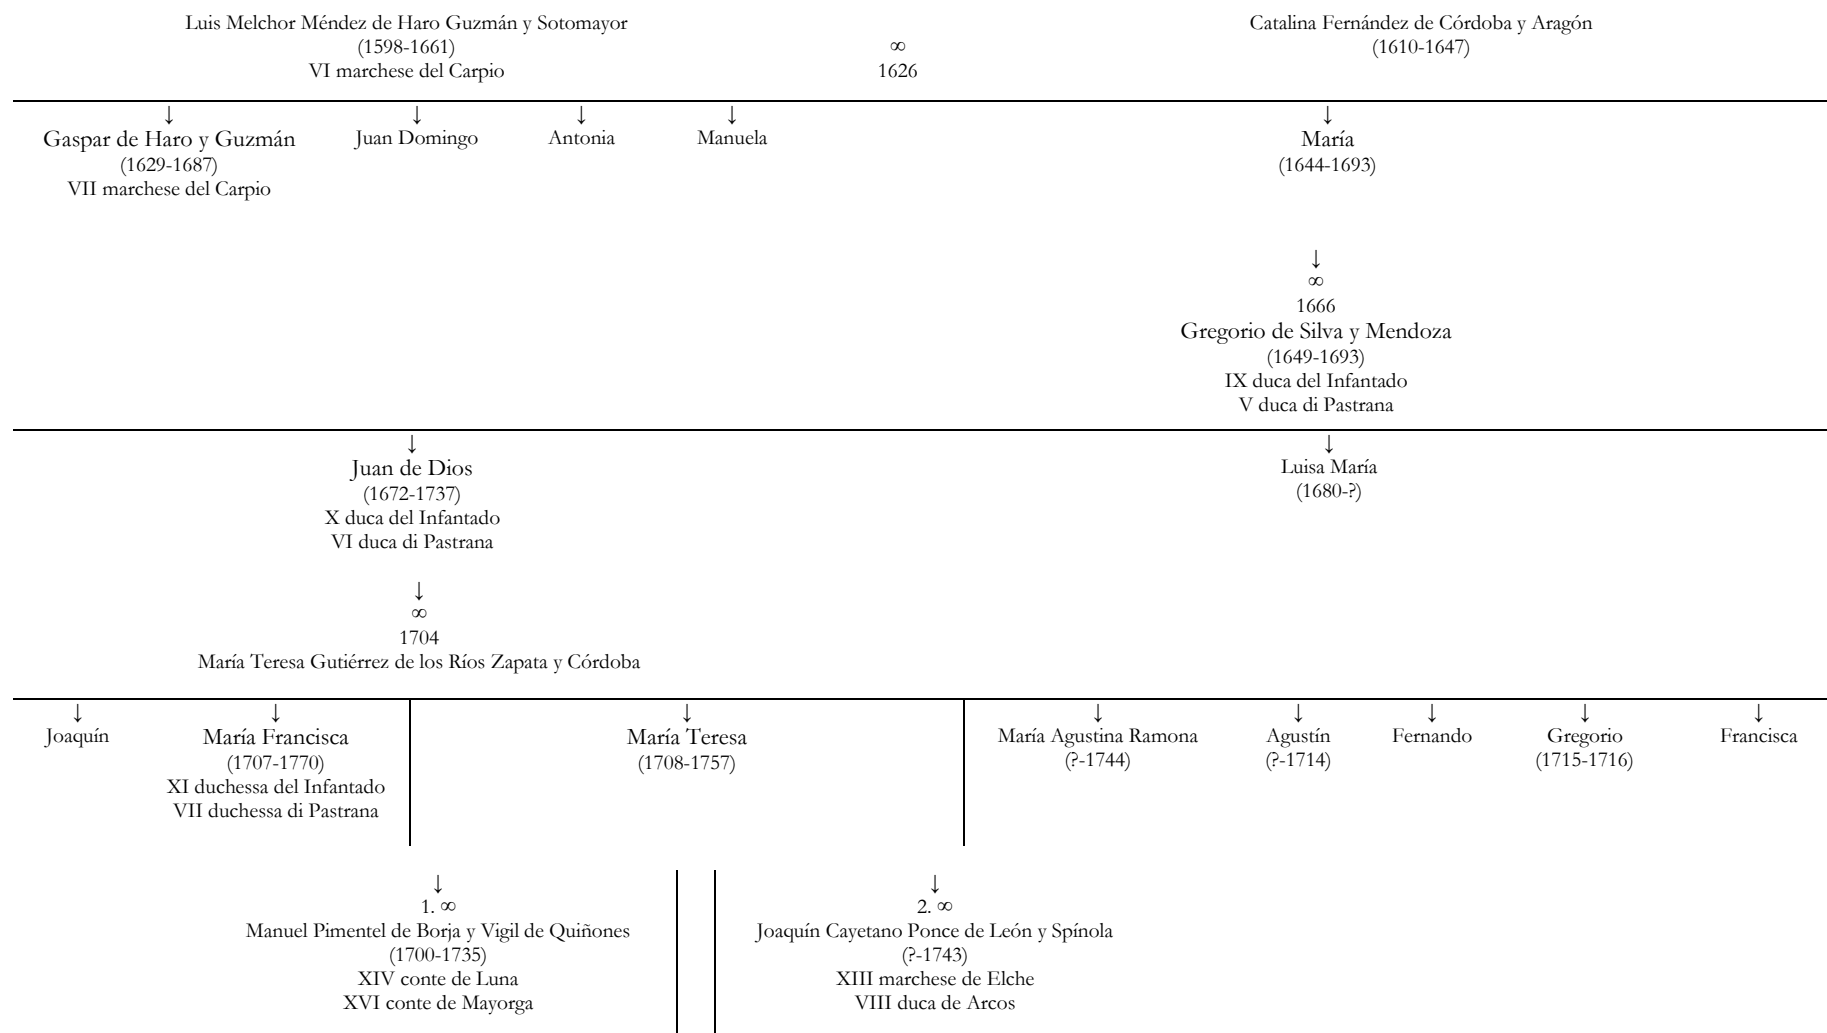 Luis Melchor Méndez de Haro Guzmán y Sotomayor
(1598-1661)
VI marchese del Carpio
∞
1626
Catalina Fernández de Córdoba y Aragón
(1610-1647)
↓
Gaspar de Haro y Guzmán
(1629-1687)
VII marchese del Carpio
↓
Juan Domingo
↓
Antonia
↓
Manuela
↓
María
(1644-1693)
↓
∞
1666
Gregorio de Silva y Mendoza
(1649-1693)
IX duca del Infantado
V duca di Pastrana
↓
Juan de Dios
(1672-1737)
X duca del Infantado
VI duca di Pastrana
↓
Luisa María
(1680-?)
↓
∞
1704
María Teresa Gutiérrez de los Ríos Zapata y Córdoba
↓
Joaquín
↓
María Francisca
(1707-1770)
XI duchessa del Infantado
VII duchessa di Pastrana
↓
María Teresa
(1708-1757)
↓
María Agustina Ramona
(?-1744)
↓
Agustín
(?-1714)
↓
Fernando
↓
Gregorio
(1715-1716)
↓
Francisca
↓
1. ∞
Manuel Pimentel de Borja y Vigil de Quiñones
(1700-1735)
XIV conte de Luna
XVI conte de Mayorga
↓
2. ∞
Joaquín Cayetano Ponce de León y Spínola
(?-1743)
XIII marchese de Elche
VIII duca de Arcos